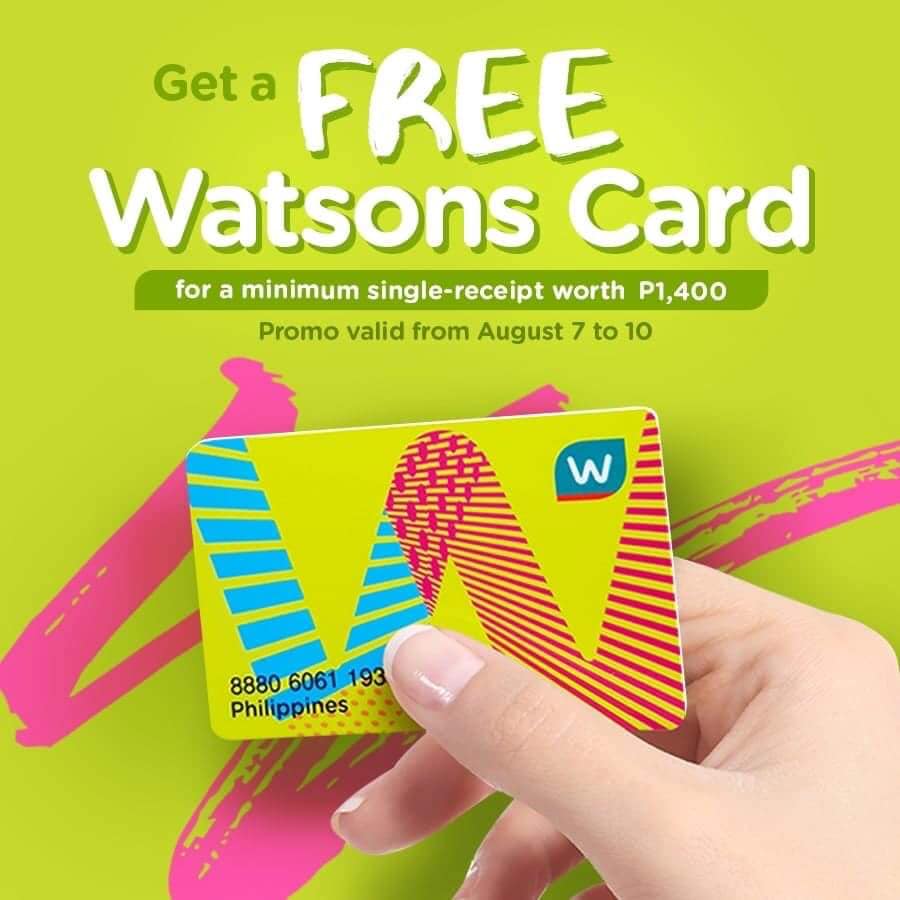 Get a FREE
Watsons Card
for a minimum single-receipt worth P1,400
Promo valid from August 7 to 10
W
8880 6061 193
Philippines